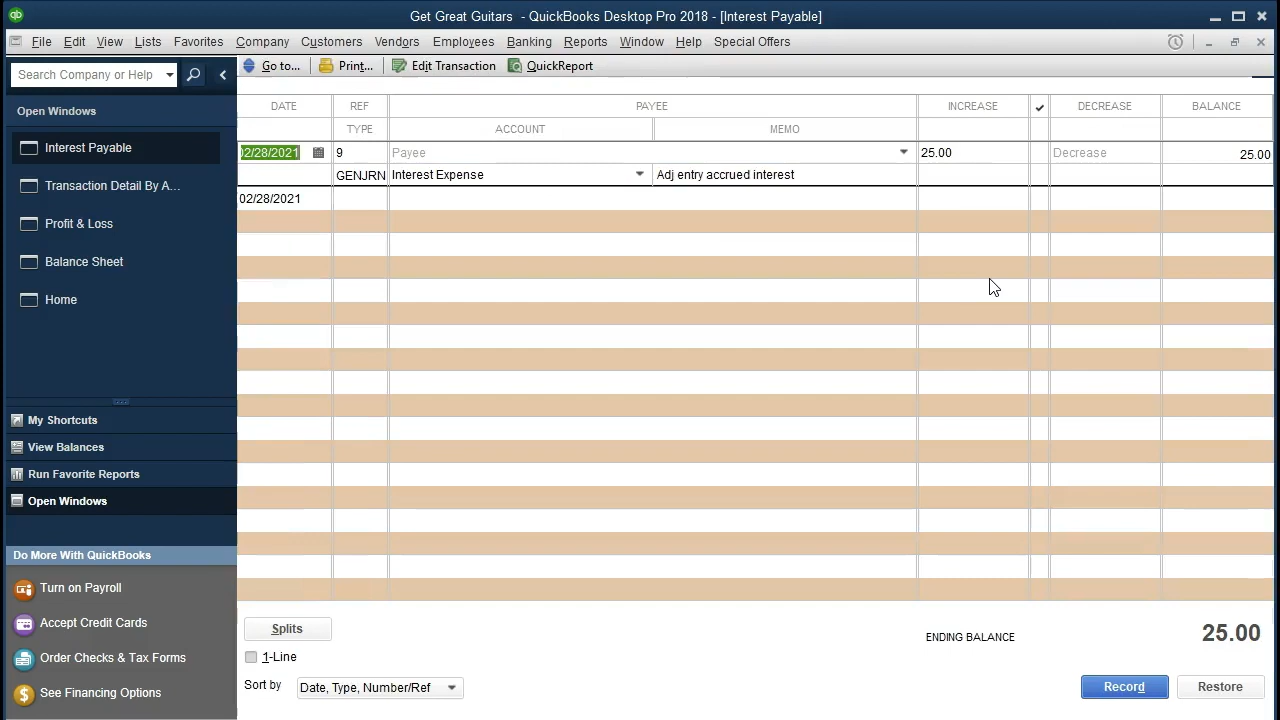 qb
Get Great Guitars - QuickBooks Desktop Pro 2018 - [Interest Payable]
File Edit View Lists Favorites Company Customers Vendors Employees Banking Reports Window Help Special Offers
Search Company or Help
Go to... Print... Edit Transaction QuickReport
Open Windows
Interest Payable
Transaction Detail By A...
Profit & Loss
Balance Sheet
Home
My Shortcuts
View Balances
Run Favorite Reports
Open Windows
Do More With QuickBooks
Turn on Payroll
Accept Credit Cards
Order Checks & Tax Forms
See Financing Options
DATE REF PAYEE INCREASE ✓ DECREASE BALANCE
TYPE ACCOUNT MEMO
02/28/2021 9 Payee 25.00 Decrease 25.00
GENJRN Interest Expense Adj entry accrued interest
02/28/2021
Splits
ENDING BALANCE 25.00
1-Line
Sort by Date, Type, Number/Ref
Record Restore